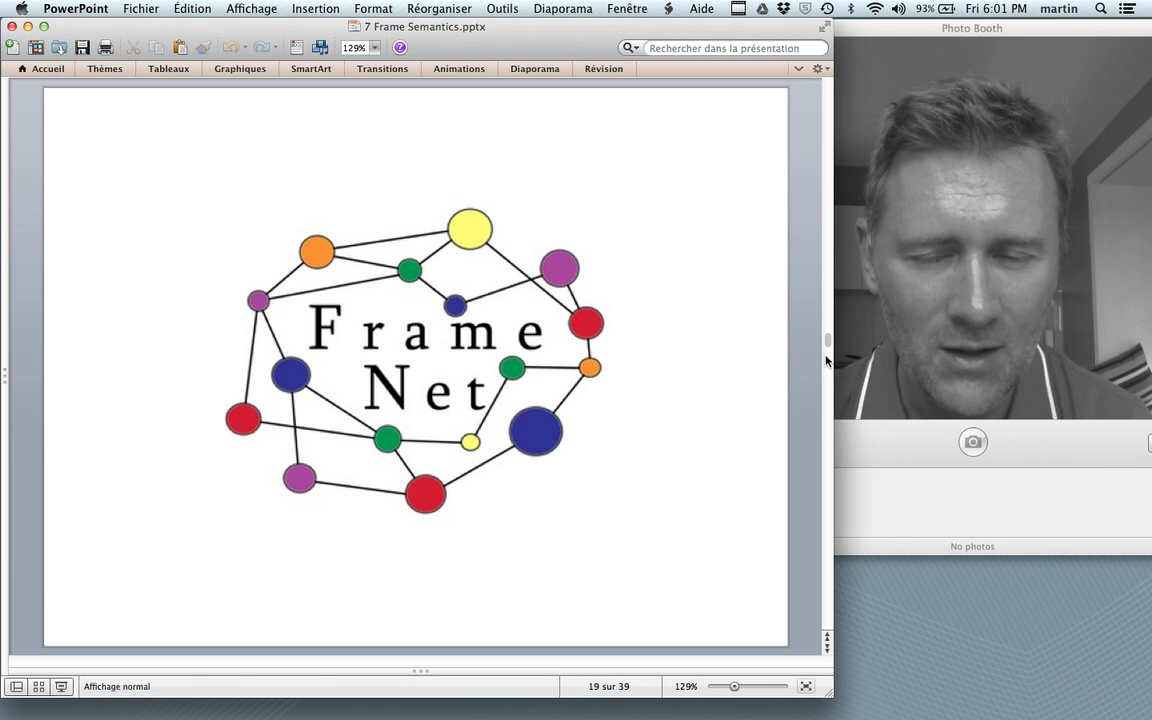 PowerPoint Fichier Édition Affichage Insertion Format Réorganiser Outils Diaporama Fenêtre Aide 93% Fri 6:01 PM martin
7 Frame Semantics.pptx
Photo Booth
129%
Rechercher dans la présentation
Accueil Thèmes Tableaux Graphiques SmartArt Transitions Animations Diaporama Révision
Frame
Net
No photos
Affichage normal 19 sur 39 129%